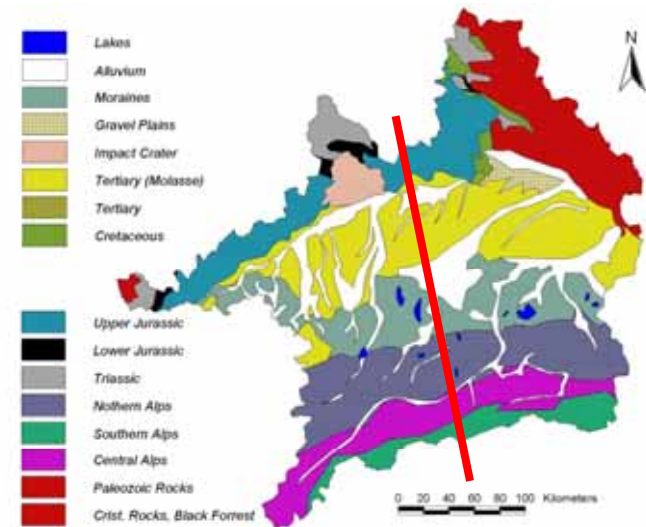 Lakes
Alluvium
Moraines
Gravel Plains
Impact Crater
Tertiary (Molasse)
Tertiary
Cretaceous
Upper Jurassic
Lower Jurassic
Triassic
Nothern Alps
Southern Alps
Central Alps
Paleozoic Rocks
Crist. Rocks, Black Forrest
N
0 20 40 60 80 100 Kilometers